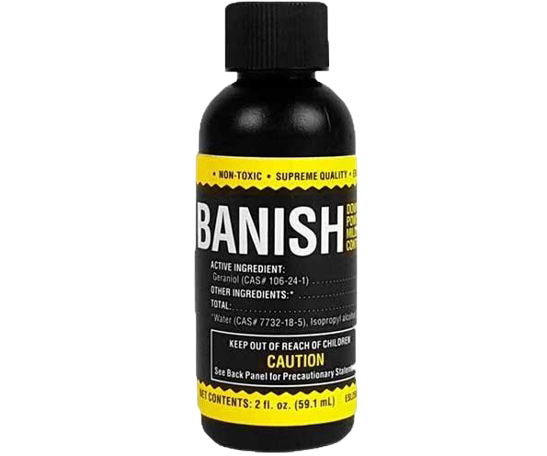 • NON-TOXIC • SUPREME QUALITY •
BANISH
ACTIVE INGREDIENT:
Geraniol (CAS# 106-24-1)
OTHER INGREDIENTS:*
TOTAL:
*Water (CAS# 7732-18-5), Isopropyl
KEEP OUT OF REACH OF CHILDREN
CAUTION
See Back Panel for Precautionary
NET CONTENTS: 2 fl. oz. (59.1 mL)